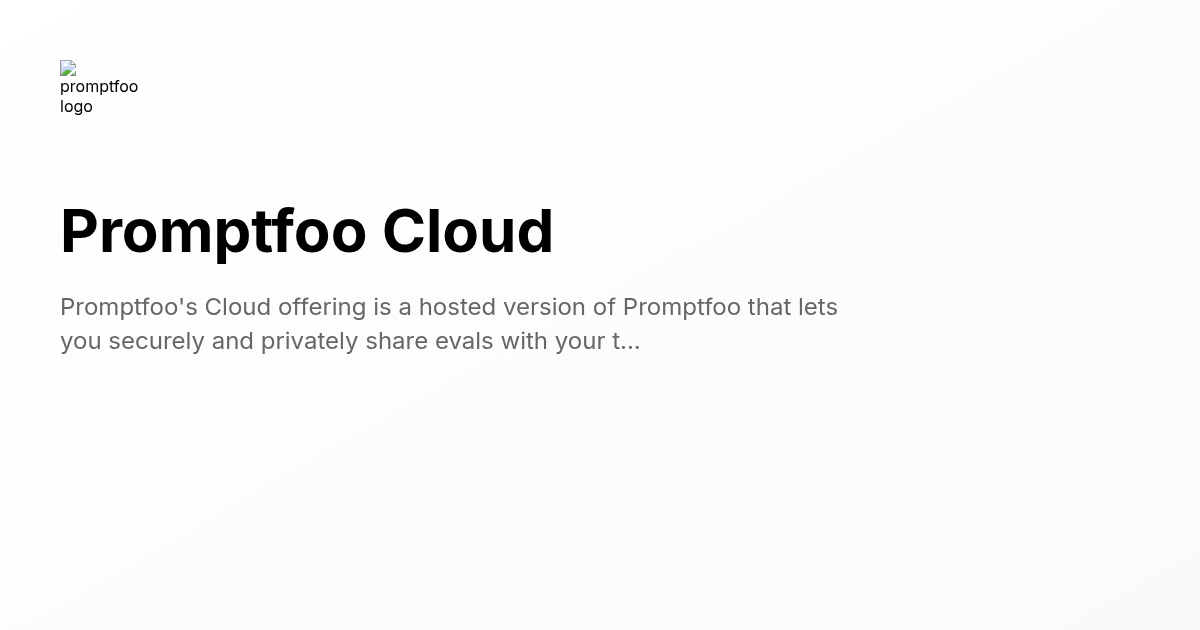 promptfoo
logo
Promptfoo Cloud
Promptfoo's Cloud offering is a hosted version of Promptfoo that lets
you securely and privately share evals with your t...